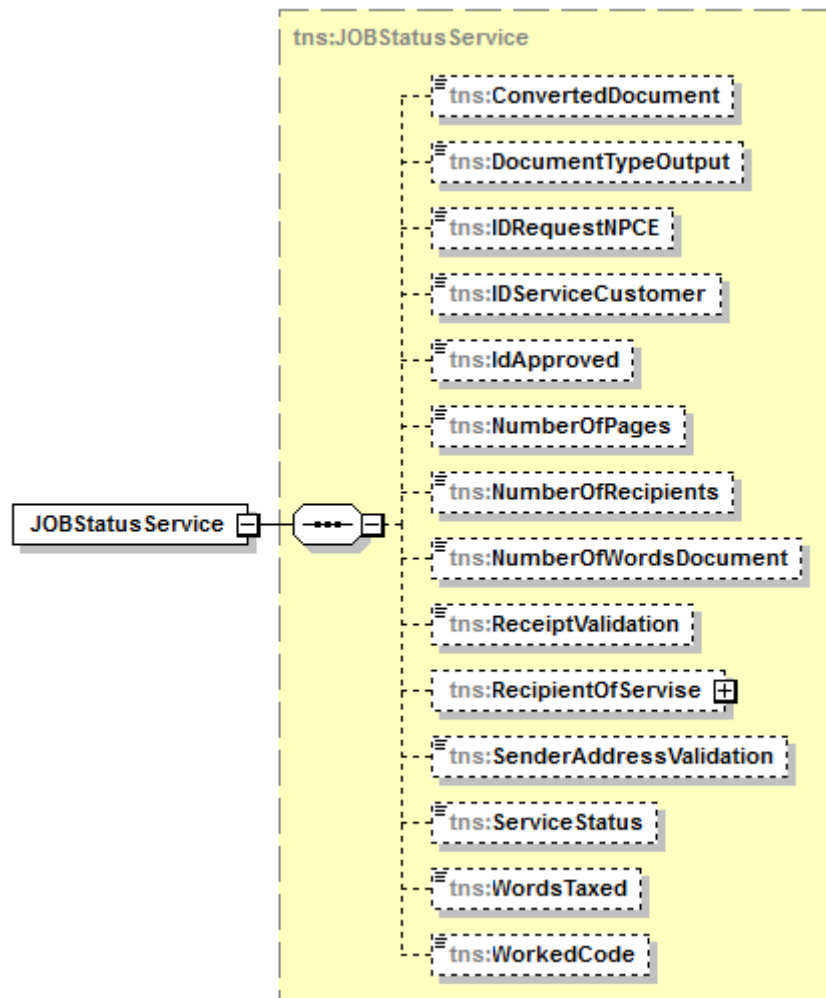 tns:JOBStatusService
tns:ConvertedDocument
tns:DocumentTypeOutput
tns:IDRequestNPCE
tns:IDServiceCustomer
tns:IdApproved
tns:NumberOfPages
tns:NumberOfRecipients
JOBStatusService
tns:NumberOfWordsDocument
tns:ReceiptValidation
tns:RecipientOfServise
tns:SenderAddressValidation
tns:ServiceStatus
tns:WordsTaxed
tns:WorkedCode